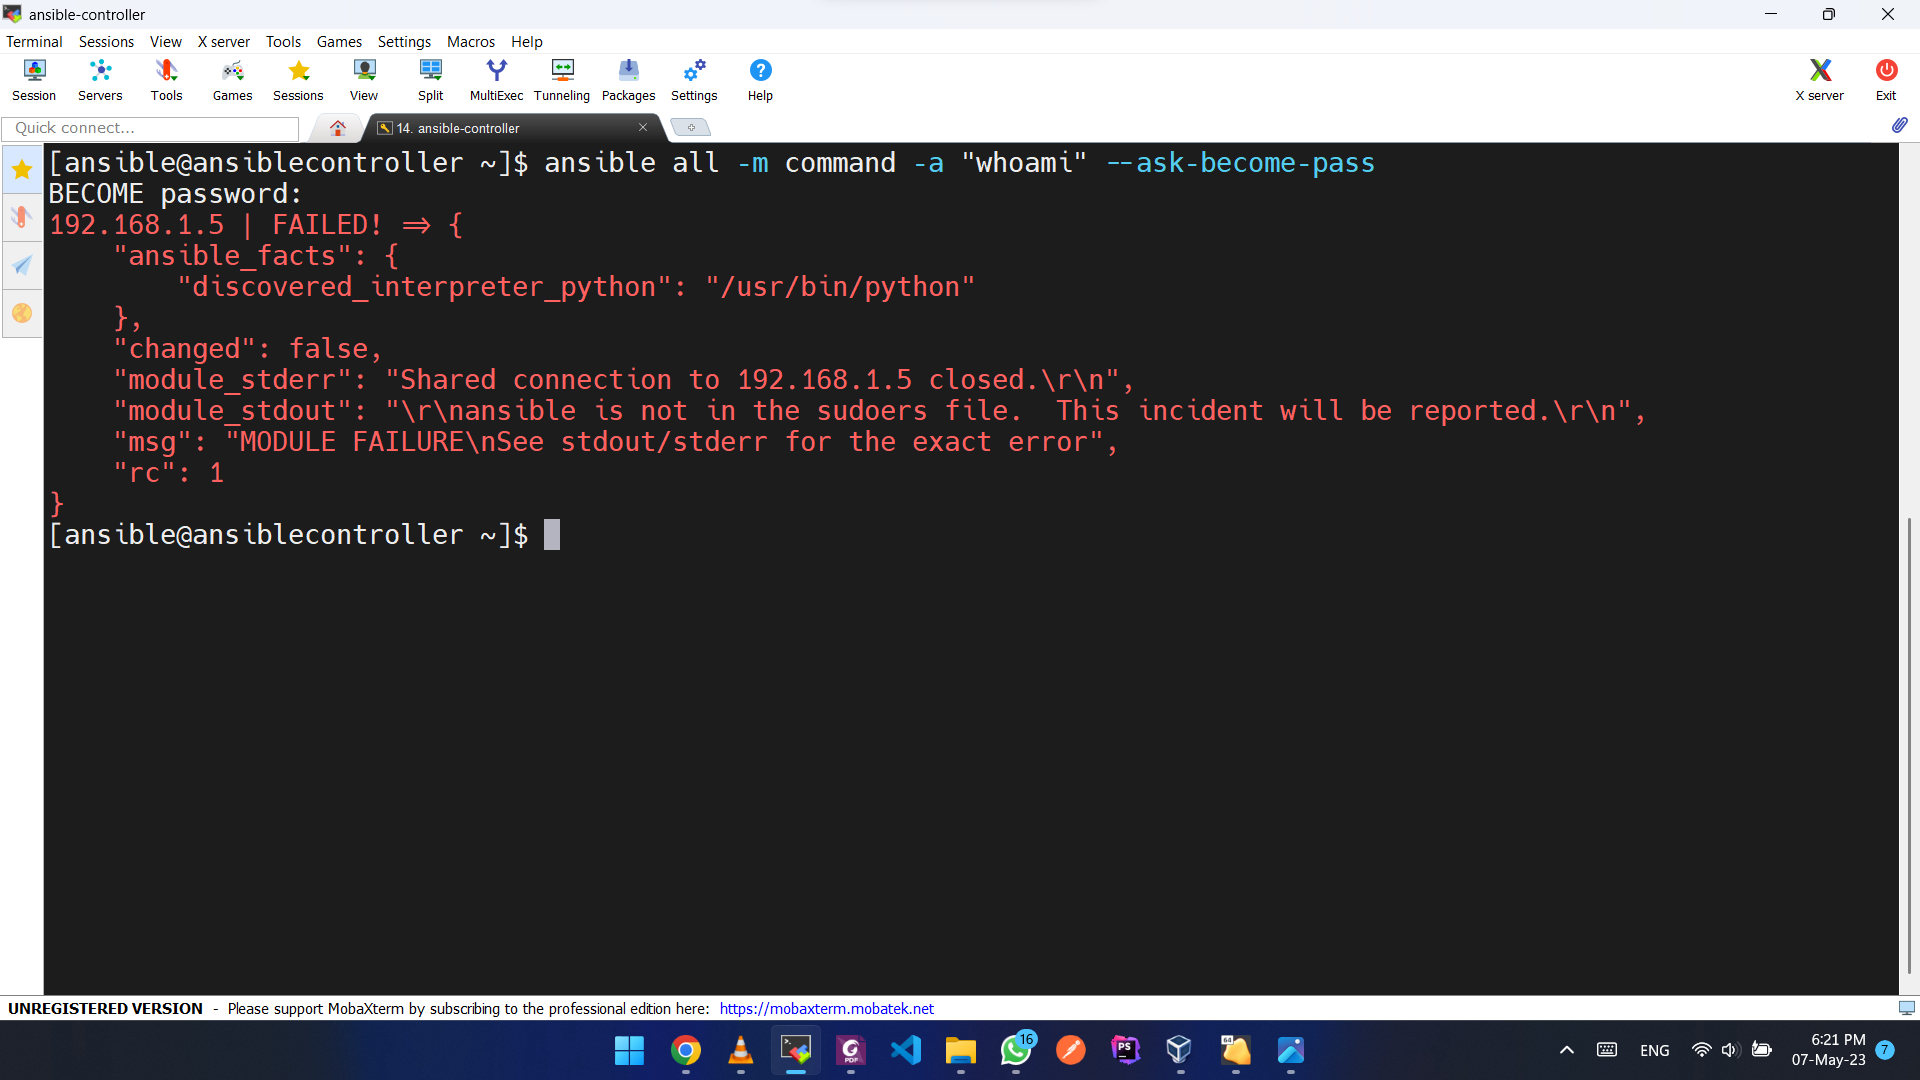 ansible-controller
Terminal Sessions View X server Tools Games Settings Macros Help
Session Servers Tools Games Sessions View Split MultiExec Tunneling Packages Settings Help X server Exit
Quick connect... 14. ansible-controller
[ansible@ansiblecontroller ~]$ ansible all -m command -a "whoami" --ask-become-pass
BECOME password:
192.168.1.5 | FAILED! => {
    "ansible_facts": {
        "discovered_interpreter_python": "/usr/bin/python"
    },
    "changed": false,
    "module_stderr": "Shared connection to 192.168.1.5 closed.\r\n",
    "module_stdout": "\r\nansible is not in the sudoers file.  This incident will be reported.\r\n",
    "msg": "MODULE FAILURE\nSee stdout/stderr for the exact error",
    "rc": 1
}
[ansible@ansiblecontroller ~]$
UNREGISTERED VERSION - Please support MobaXterm by subscribing to the professional edition here: https://mobaxterm.mobatek.net
PDF 16 PS 64 ENG 6:21 PM 7
07-May-23